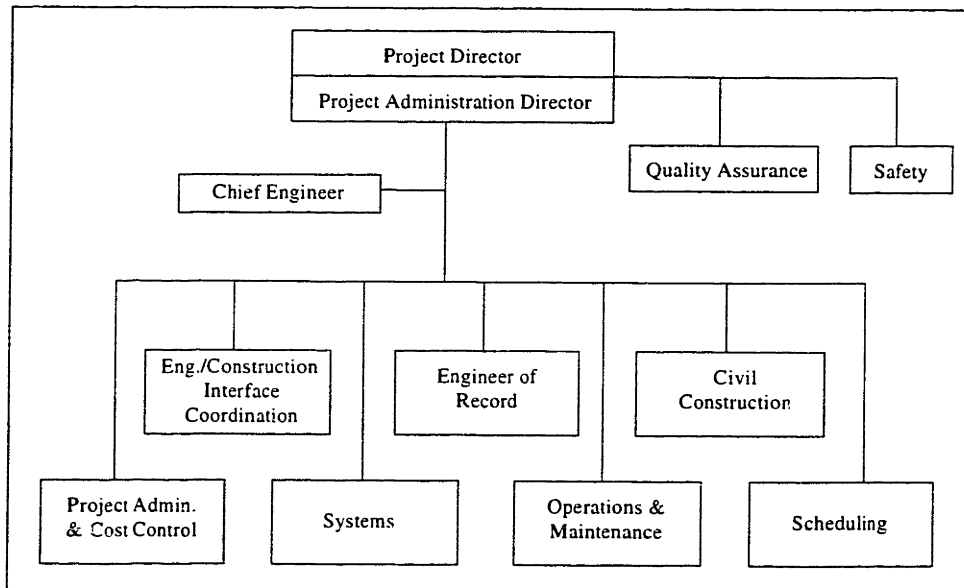 Project Director
Project Administration Director
Quality Assurance
Safety
Chief Engineer
Eng./Construction
Interface
Coordination
Engineer of
Record
Civil
Construction
Project Admin.
& Cost Control
Systems
Operations &
Maintenance
Scheduling